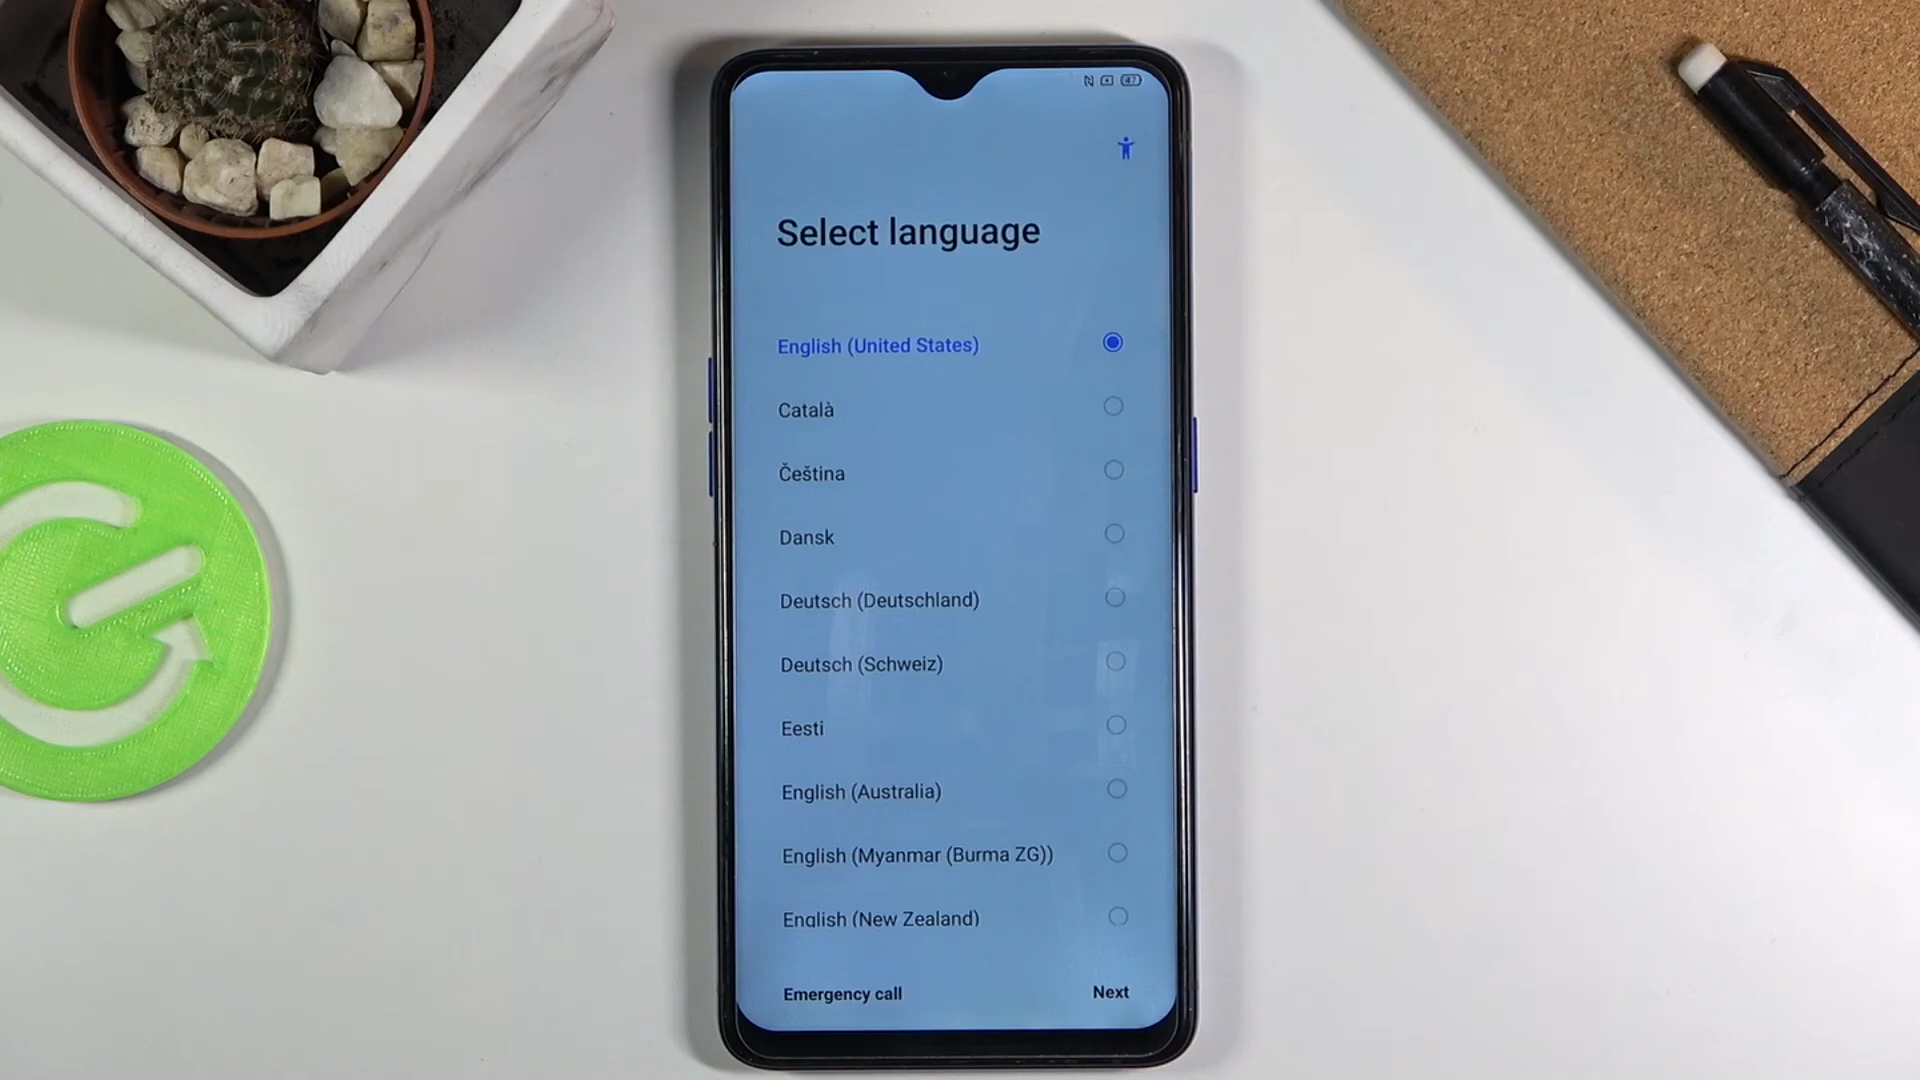 Select language
English (United States)
Català
Čeština
Dansk
Deutsch (Deutschland)
Deutsch (Schweiz)
Eesti
English (Australia)
English (Myanmar (Burma ZG))
English (New Zealand)
Emergency call
Next